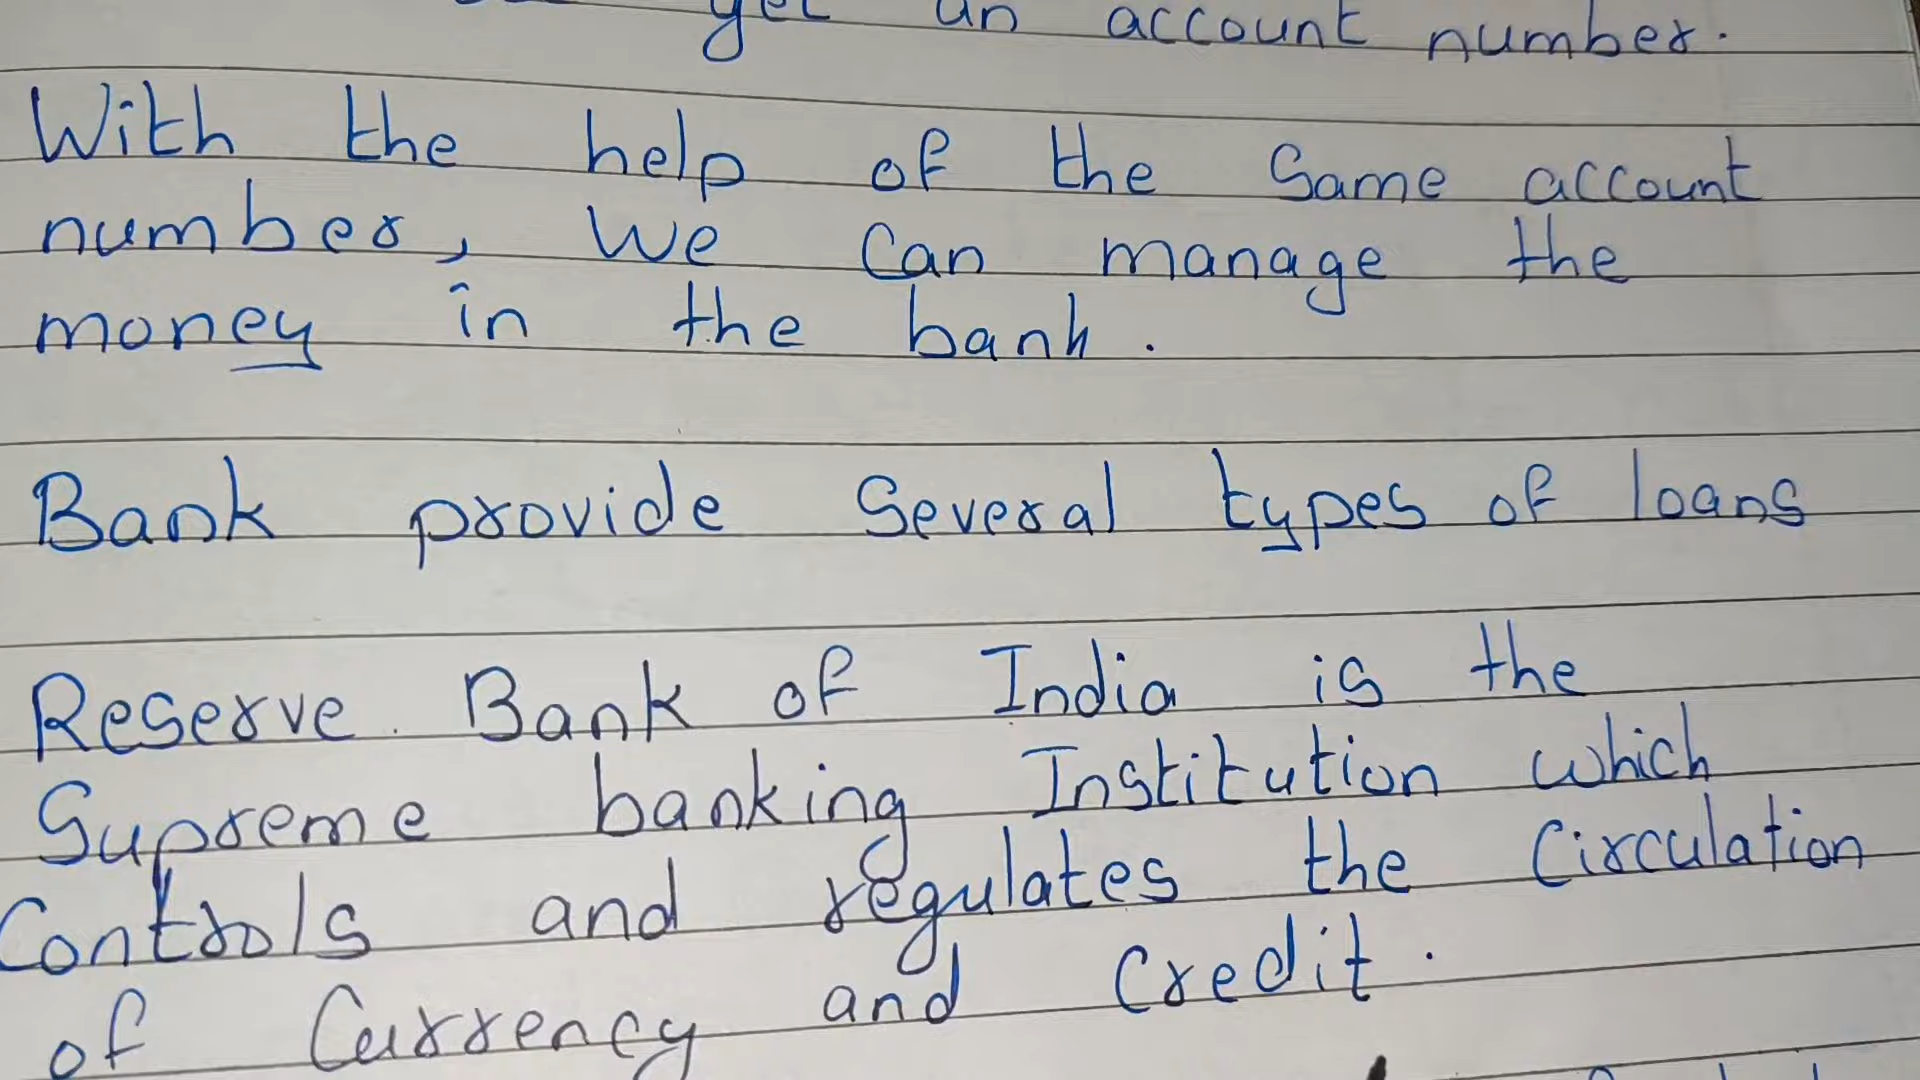 get an account number.
With the help of the Same account
number, We Can manage the
money in the bank.
Bank provide Several types of loans
Reserve Bank of India is the
Supreme banking Institution which
Controls and regulates the Circulation
of Currency and Credit.